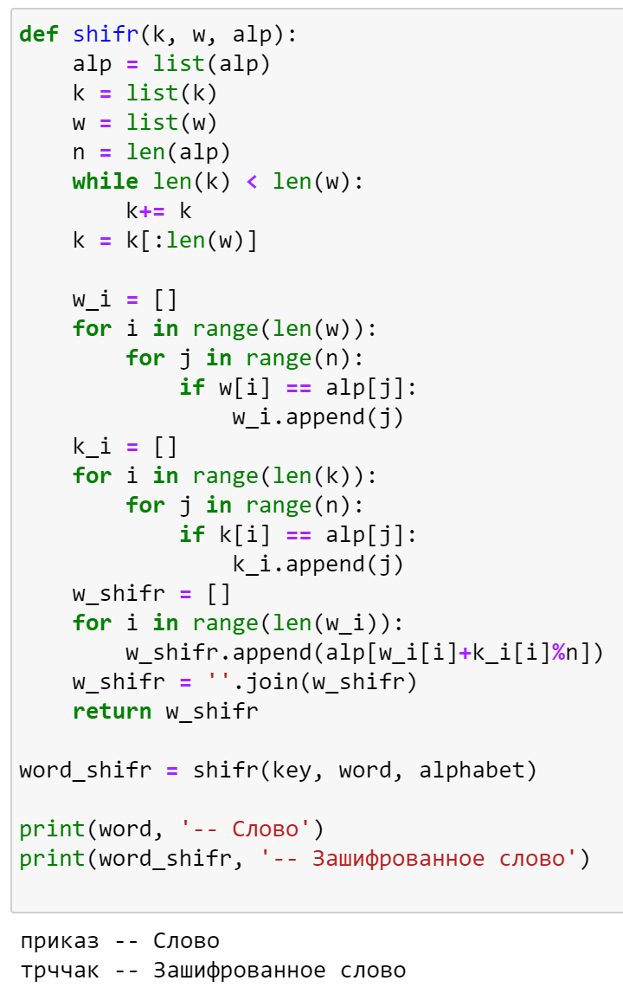 def shifr(k, w, alp):
    alp = list(alp)
    k = list(k)
    w = list(w)
    n = len(alp)
    while len(k) < len(w):
        k+= k
    k = k[:len(w)]

    w_i = []
    for i in range(len(w)):
        for j in range(n):
            if w[i] == alp[j]:
                w_i.append(j)
    k_i = []
    for i in range(len(k)):
        for j in range(n):
            if k[i] == alp[j]:
                k_i.append(j)
    w_shifr = []
    for i in range(len(w_i)):
        w_shifr.append(alp[w_i[i]+k_i[i]%n])
    w_shifr = ''.join(w_shifr)
    return w_shifr

word_shifr = shifr(key, word, alphabet)

print(word, '-- Слово')
print(word_shifr, '-- Зашифрованное слово')

приказ -- Слово
трччак -- Зашифрованное слово